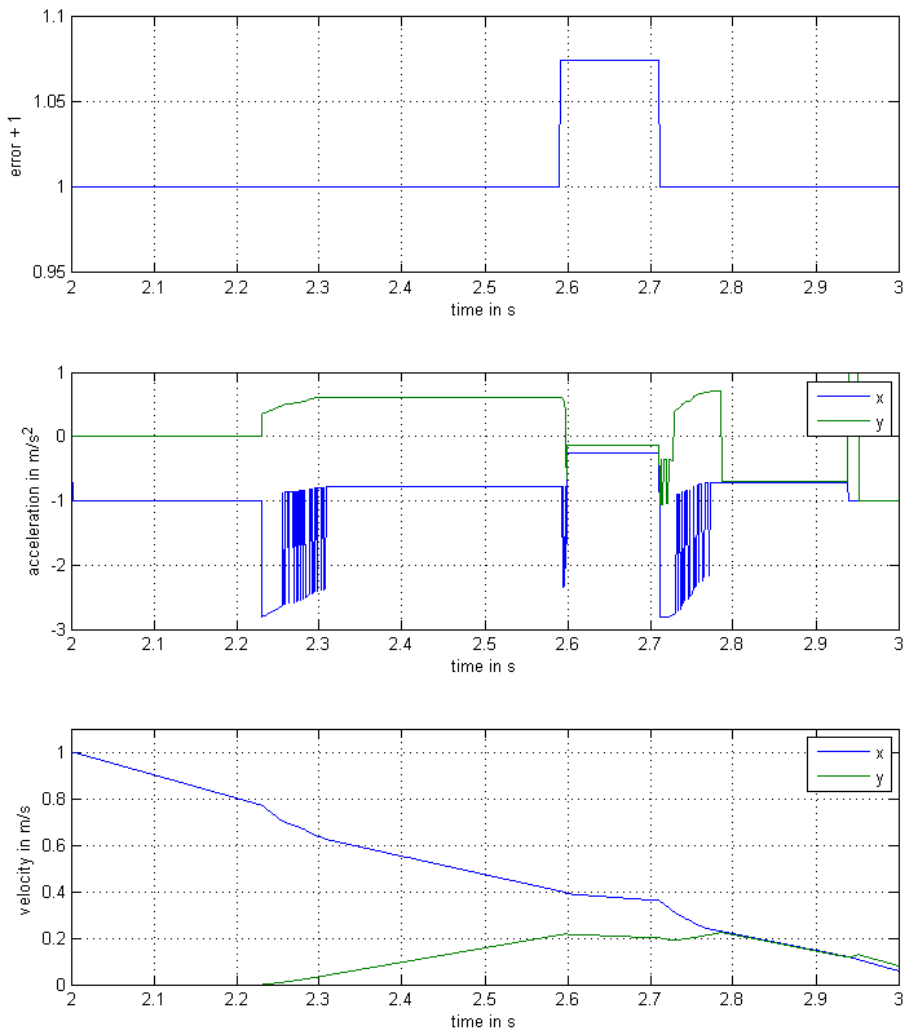 1.1
1.05
1
0.95
error + 1
2 2.1 2.2 2.3 2.4 2.5 2.6 2.7 2.8 2.9 3
time in s
1
0
-1
-2
-3
acceleration in m/s²
x
y
2 2.1 2.2 2.3 2.4 2.5 2.6 2.7 2.8 2.9 3
time in s
1
0.8
0.6
0.4
0.2
0
velocity in m/s
x
y
2 2.1 2.2 2.3 2.4 2.5 2.6 2.7 2.8 2.9 3
time in s